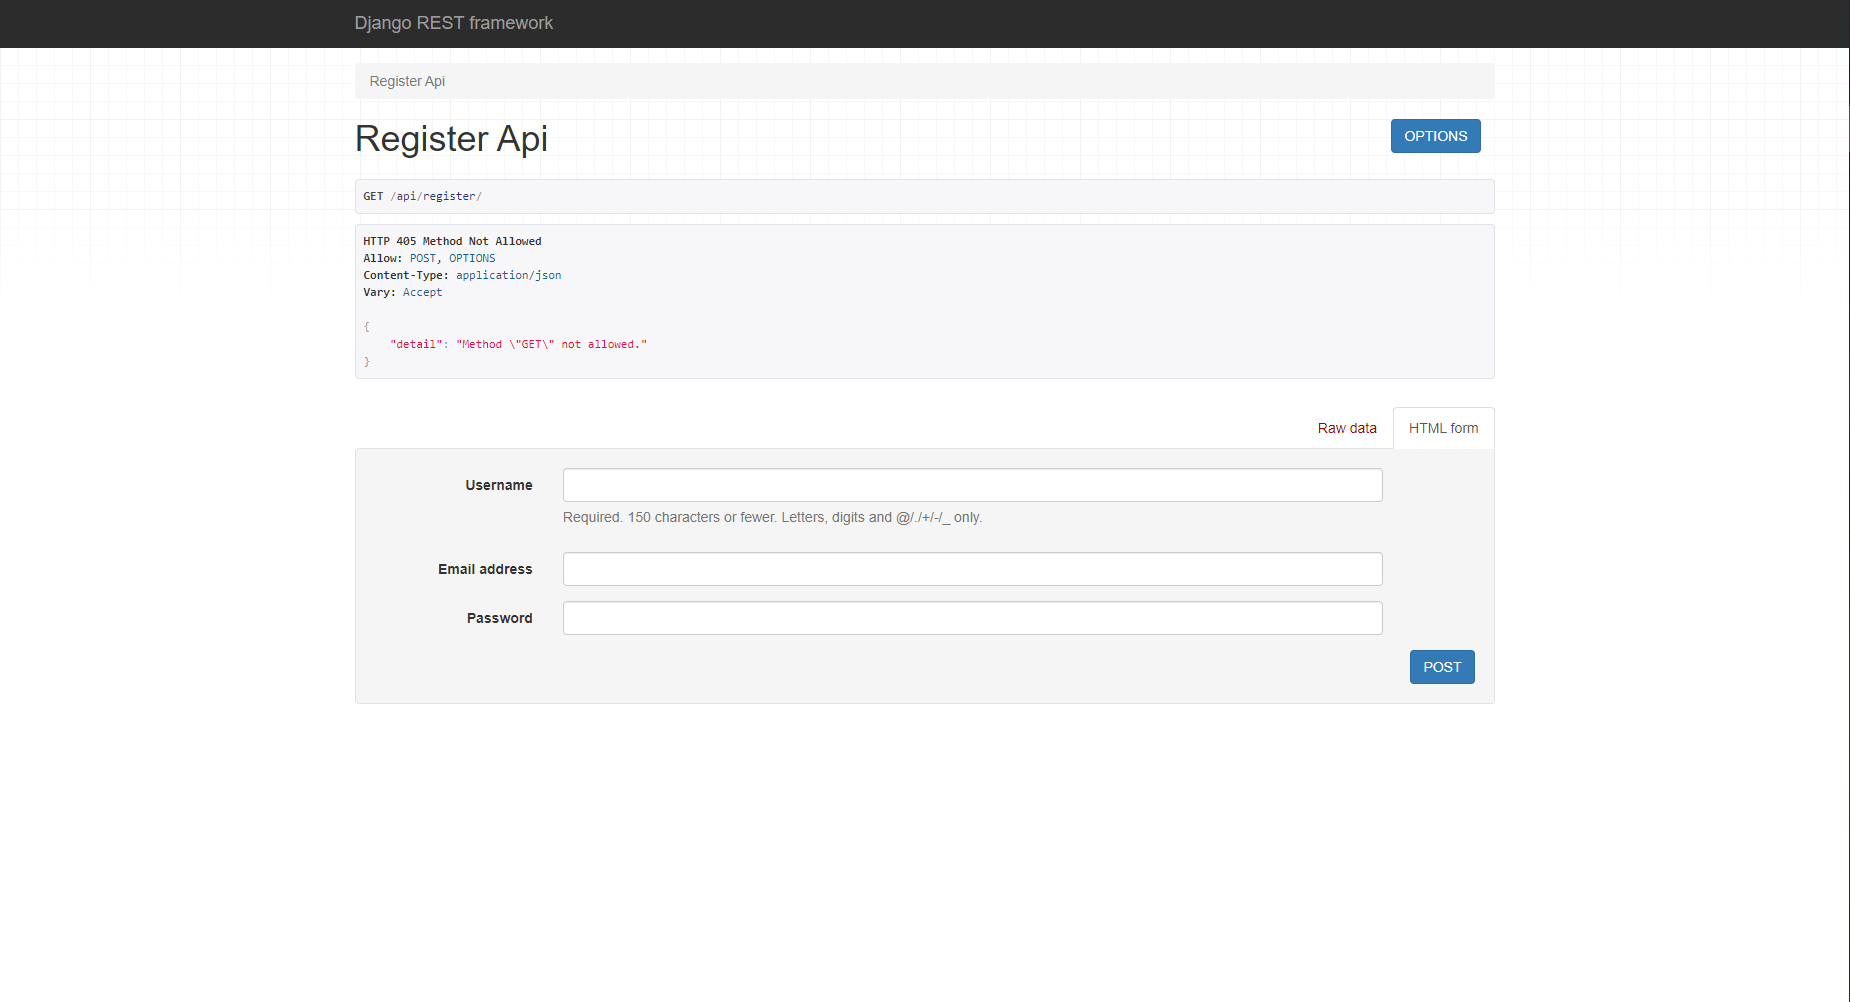 Django REST framework
Register Api
Register Api
OPTIONS
GET /api/register/
HTTP 405 Method Not Allowed
Allow: POST, OPTIONS
Content-Type: application/json
Vary: Accept
{
    "detail": "Method \"GET\" not allowed."
}
Raw data
HTML form
Username
Required. 150 characters or fewer. Letters, digits and @/./+/-/_ only.
Email address
Password
POST